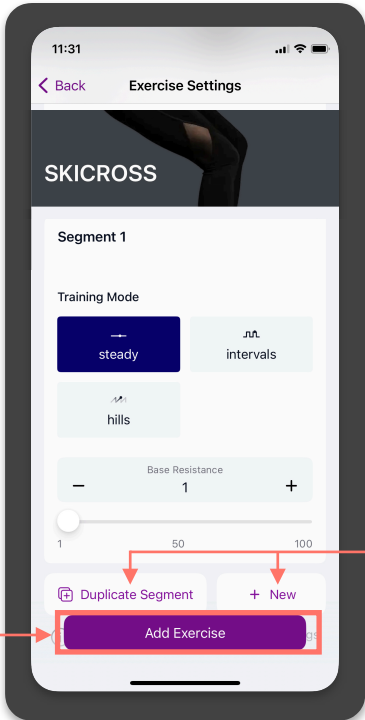 11:31
Back
Exercise Settings
SKICROSS
Segment 1
Training Mode
steady
intervals
hills
Base Resistance
− 1 +
1 50 100
Duplicate Segment
+ New
Add Exercise